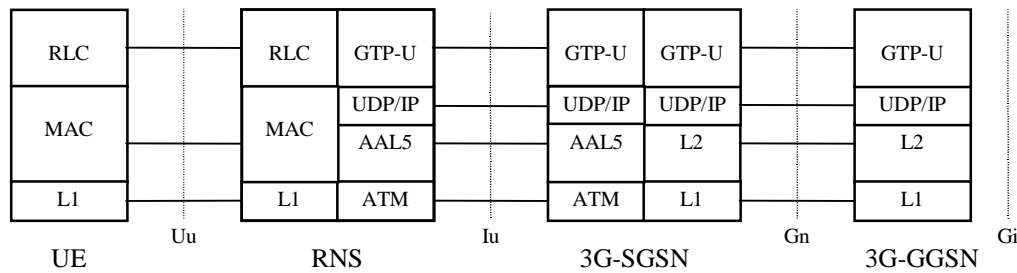 RLC RLC GTP-U GTP-U GTP-U GTP-U
UDP/IP UDP/IP UDP/IP UDP/IP
MAC MAC AAL5 AAL5 L2 L2
L1 L1 ATM ATM L1 L1
Uu Iu Gn Gi
UE RNS 3G-SGSN 3G-GGSN